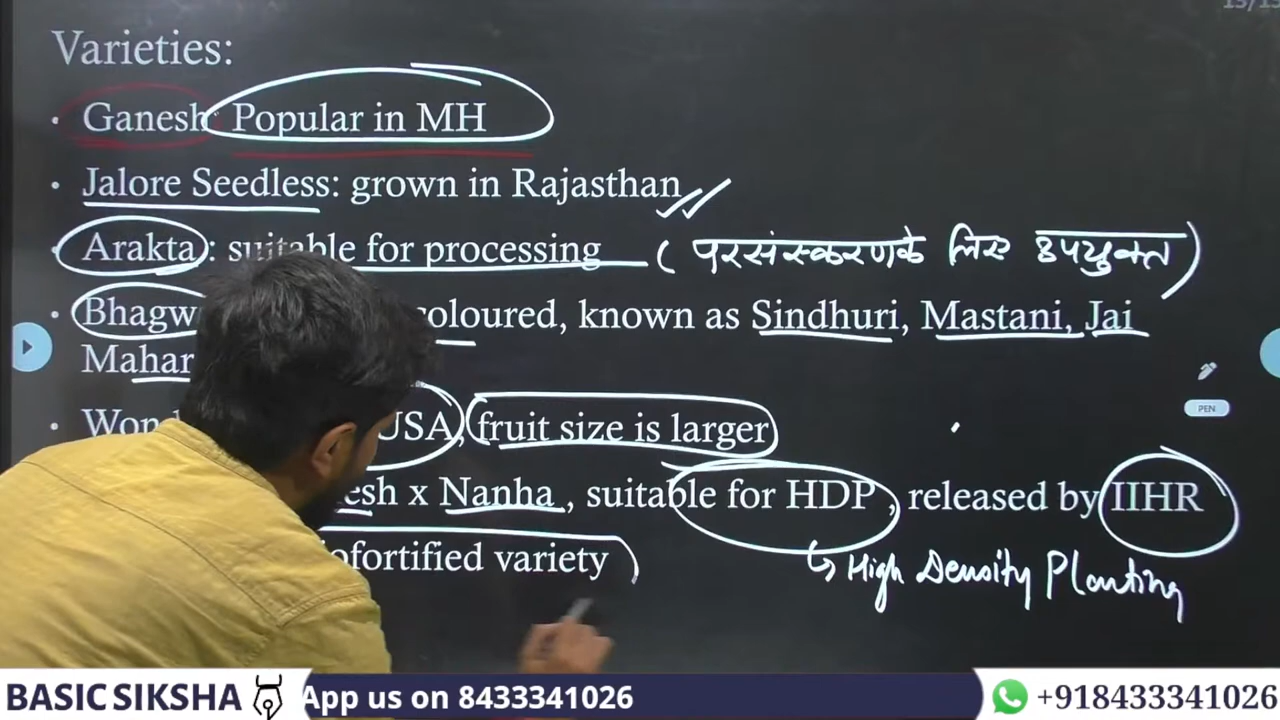 Varieties:
• Ganesh: Popular in MH
• Jalore Seedless: grown in Rajasthan
• Arakta: suitable for processing (परसंस्करणके लिए उपयुक्त)
• Bhagw coloured, known as Sindhuri, Mastani, Jai
Mahar
• Won USA, fruit size is larger
esh x Nanha, suitable for HDP, released by IIHR
ofortified variety
High Density Planting
PEN
BASIC SIKSHA App us on 8433341026 +918433341026